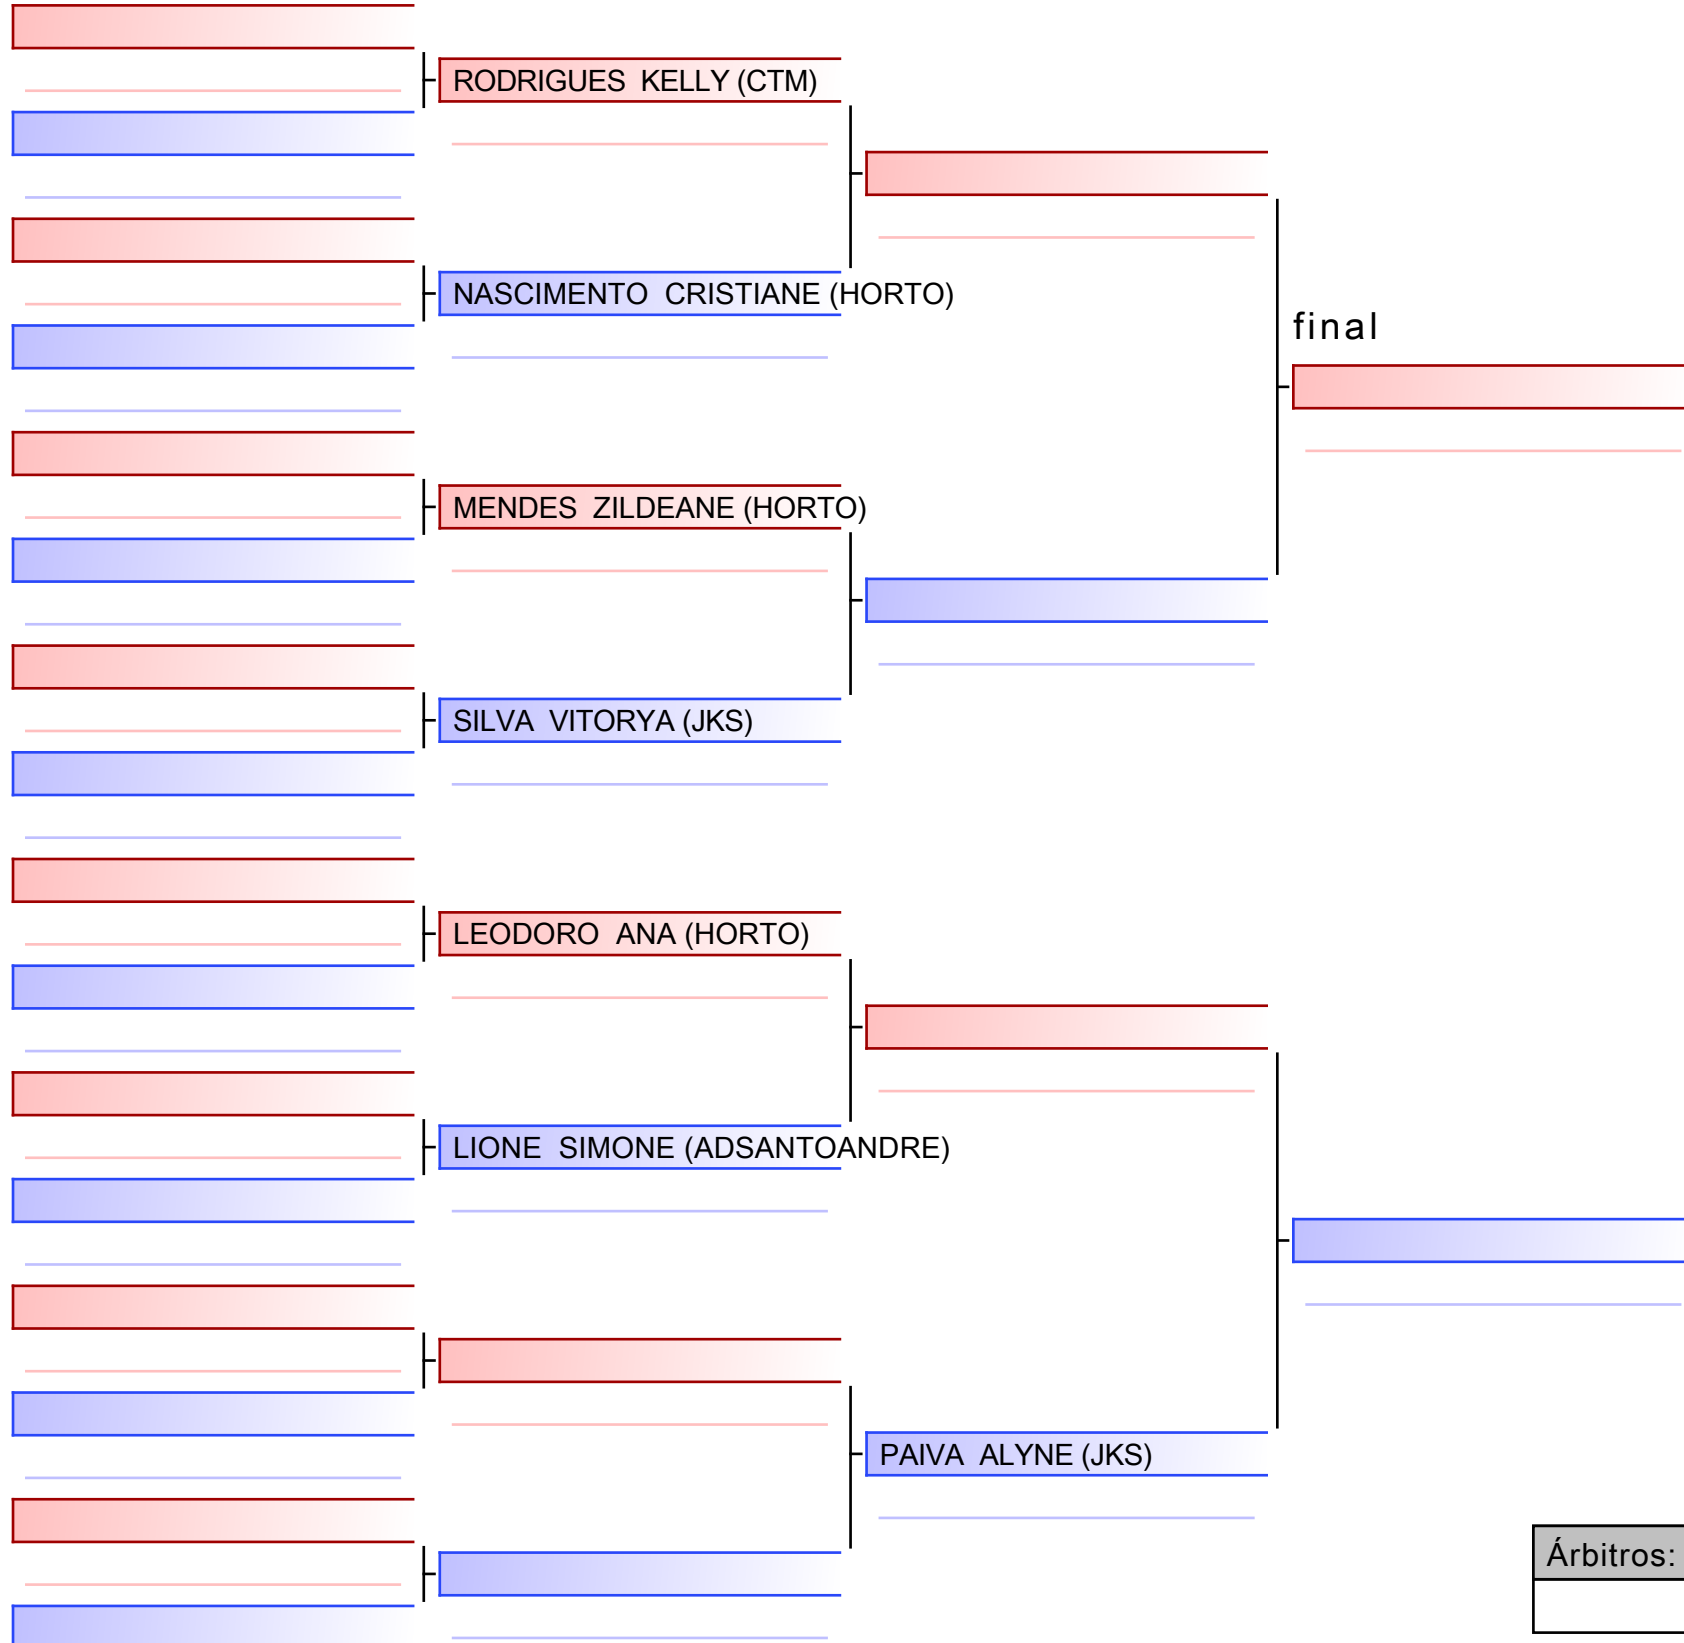 RODRIGUES KELLY (CTM)
NASCIMENTO CRISTIANE (HORTO)
final
MENDES ZILDEANE (HORTO)
SILVA VITORYA (JKS)
LEODORO ANA (HORTO)
LIONE SIMONE (ADSANTOANDRE)
PAIVA ALYNE (JKS)
Árbitros: